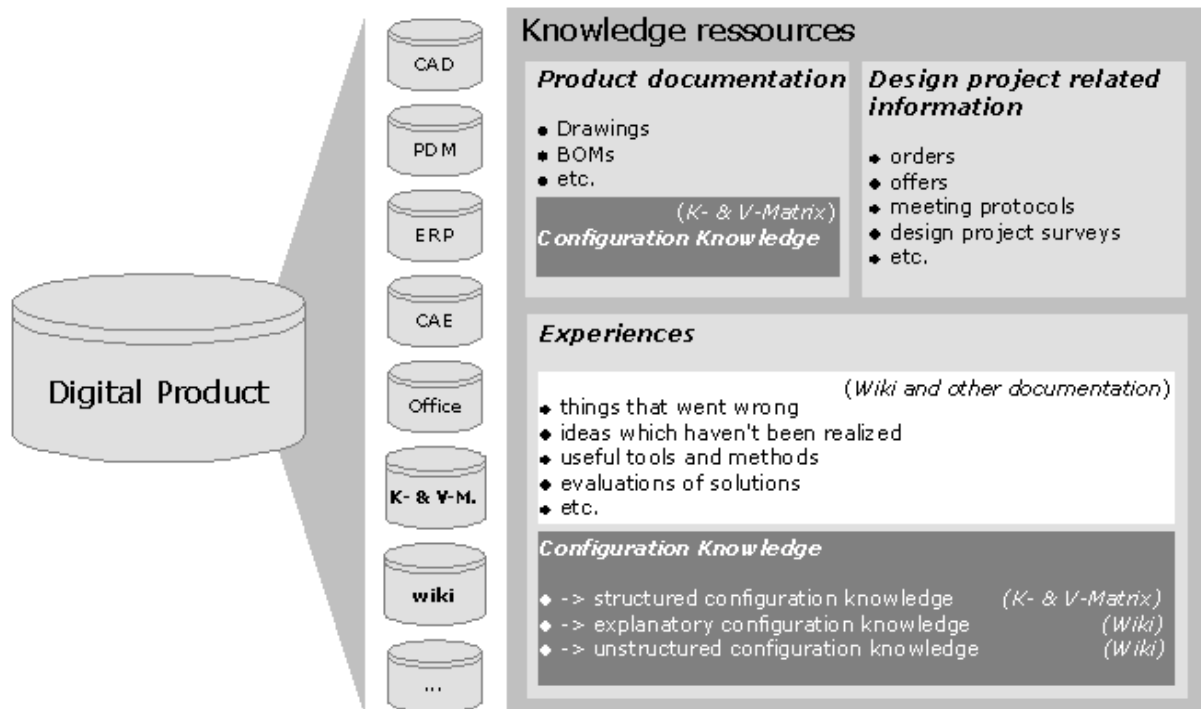 Digital Product
CAD
PDM
ERP
CAE
Office
K- & V-M.
wiki
...
Knowledge ressources
Product documentation
● Drawings
● BOMs
● etc.
(K- & V-Matrix)
Configuration Knowledge
Design project related
information
◆ orders
◆ offers
◆ meeting protocols
◆ design project surveys
◆ etc.
Experiences
(Wiki and other documentation)
◆ things that went wrong
◆ ideas which haven't been realized
◆ useful tools and methods
◆ evaluations of solutions
◆ etc.
Configuration Knowledge
◆ -> structured configuration knowledge (K- & V-Matrix)
◆ -> explanatory configuration knowledge (Wiki)
◆ -> unstructured configuration knowledge (Wiki)